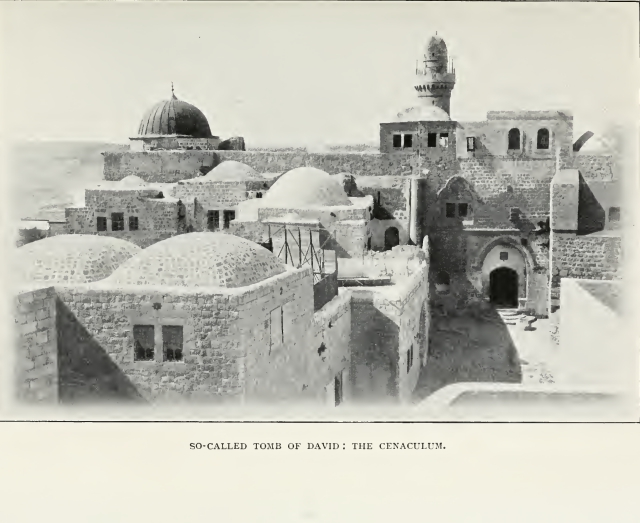 SO-CALLED TOMB OF DAVID: THE CENACULUM.